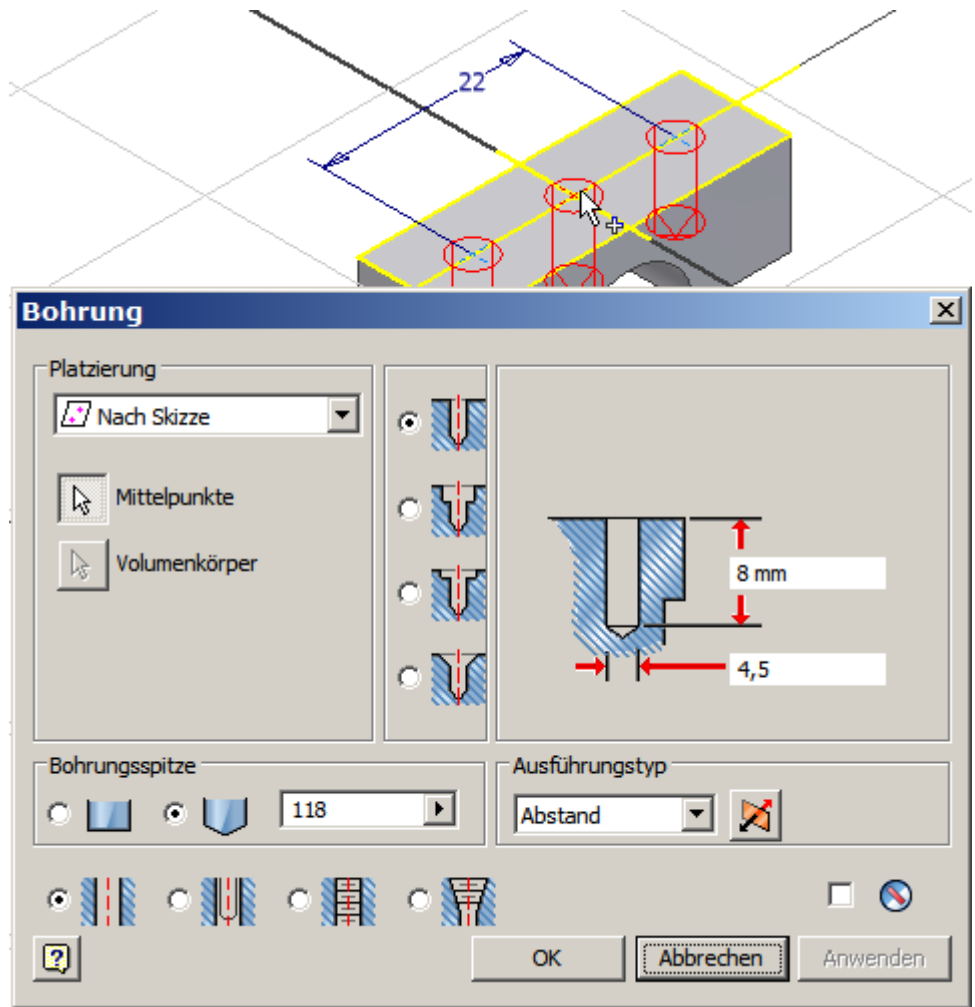 22
Bohrung
Platzierung
Nach Skizze
Mittelpunkte
Volumenkörper
8 mm
4,5
Bohrungsspitze
118
Ausführungstyp
Abstand
OK
Abbrechen
Anwenden